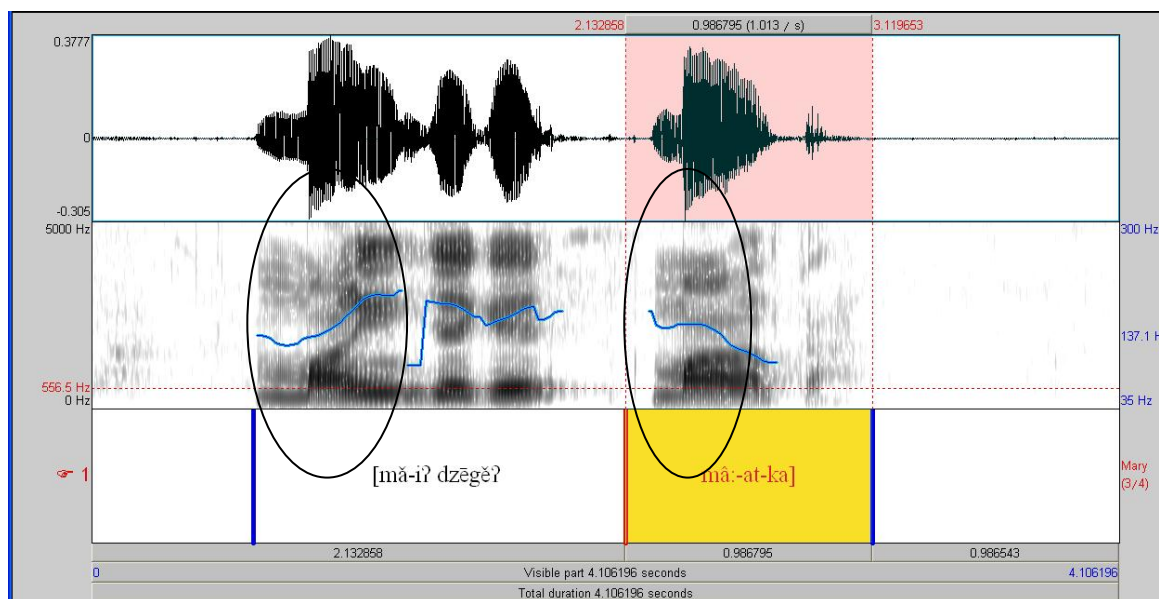 2.132858 0.986795 (1.013 / s) 3.119653
0.3777
0
-0.305
5000 Hz 300 Hz
137.1 Hz
556.5 Hz
0 Hz 35 Hz
☞ 1 [mǎ-iʔ dzēgěʔ mâ:-at-ka] Mary
(3/4)
2.132858 0.986795 0.986543
0 Visible part 4.106196 seconds 4.106196
Total duration 4.106196 seconds